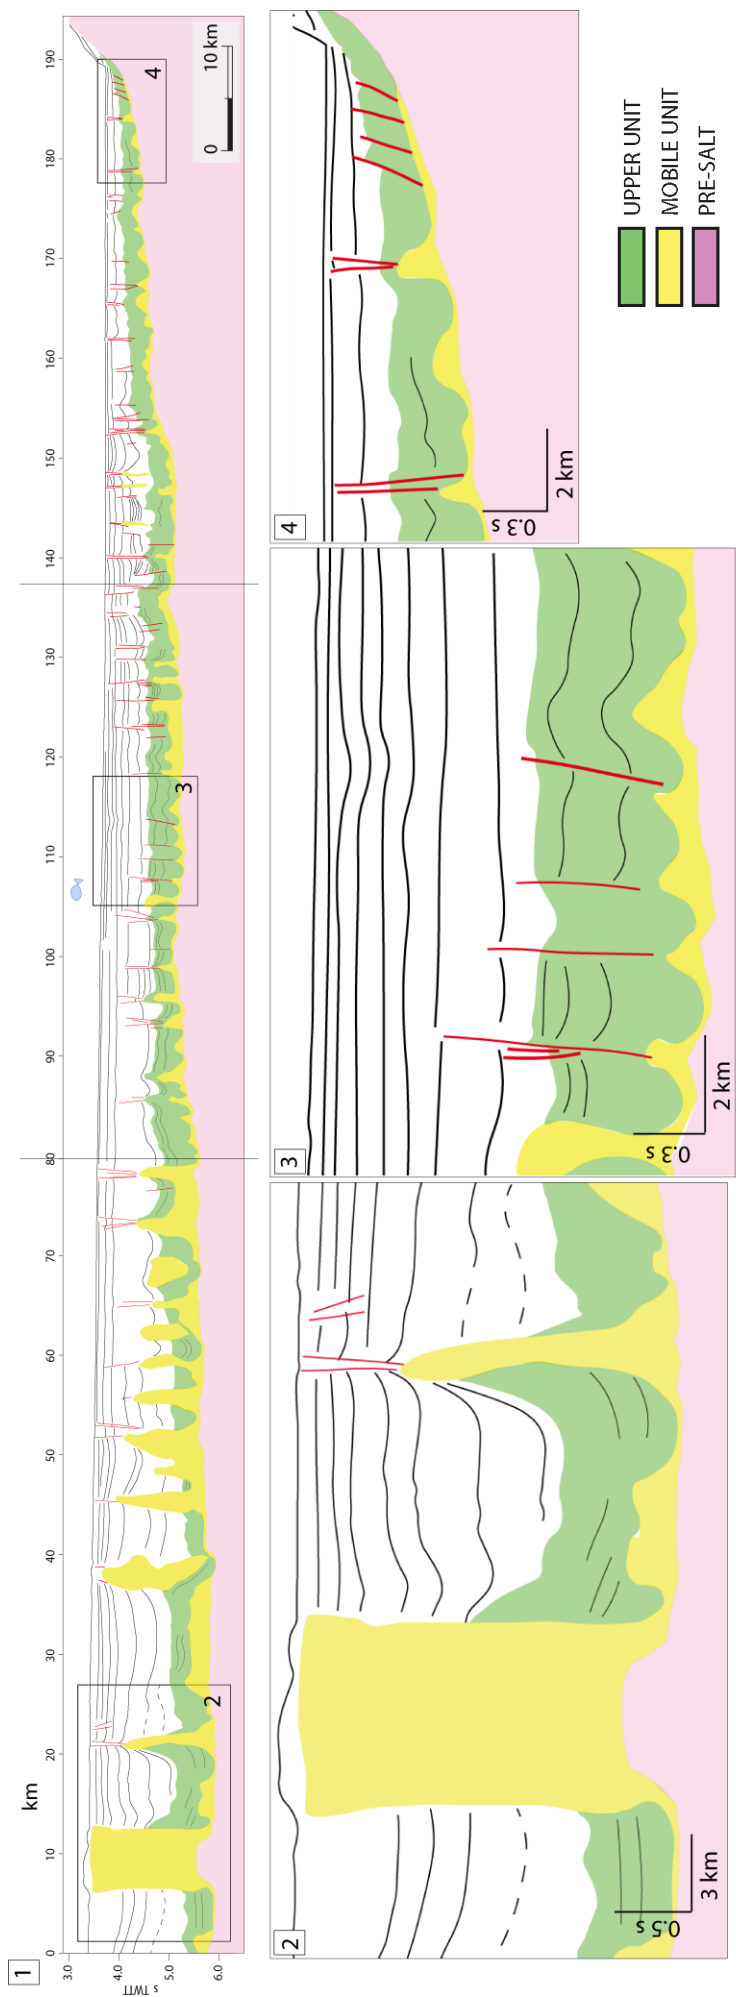 1
km
0 10 20 30 40 50 60 70 80 90 100 110 120 130 140 150 160 170 180 190
3.0
4.0
5.0
6.0
s TWTT
2
3
4
0 10 km
2
0.5 s
3 km
3
0.3 s
2 km
4
0.3 s
2 km
UPPER UNIT
MOBILE UNIT
PRE-SALT